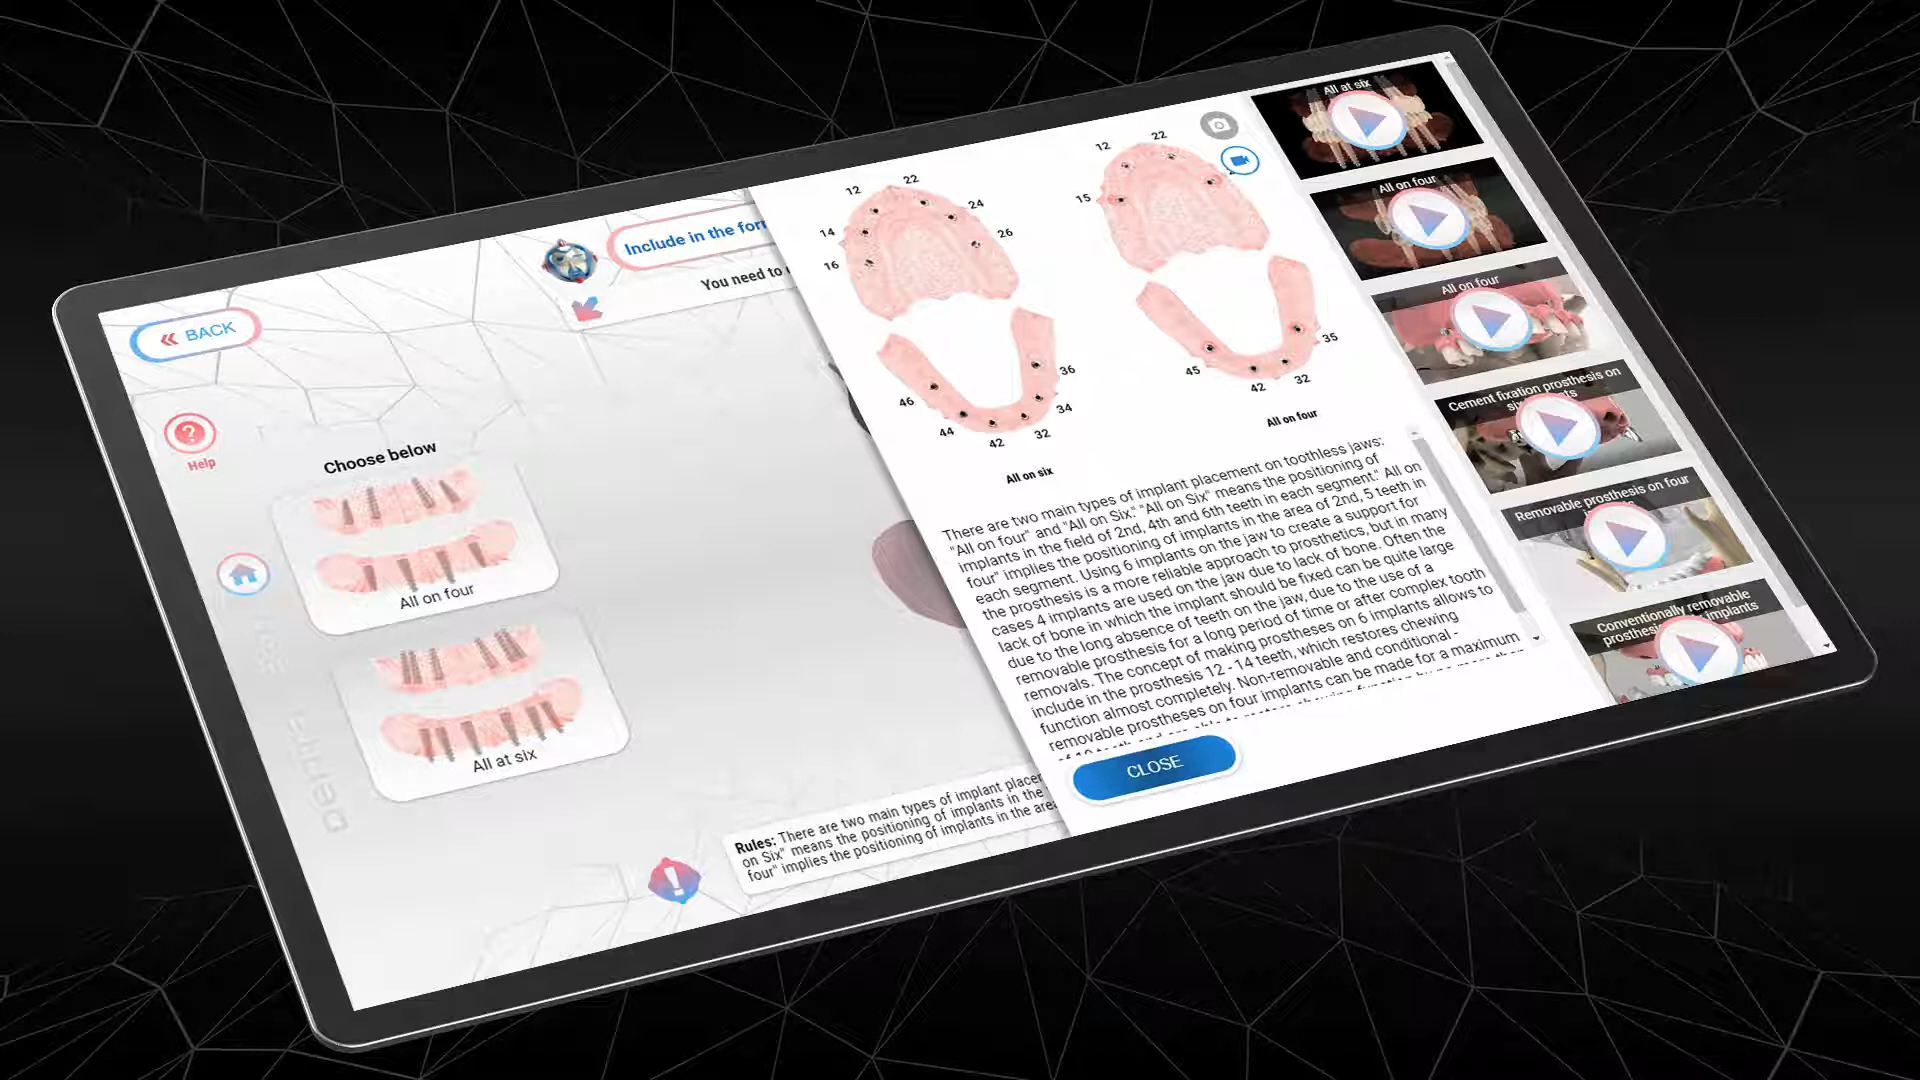 BACK
Help
Choose below
All on four
All at six
Include in the for
You need to
Rules: There are two main types of implant placer
on Six" means the positioning of implants in the
four" implies the positioning of implants in the area
12
22
14
24
16
26
46
36
44
34
42
32
All on six
12
22
15
45
35
42
32
All on four
There are two main types of implant placement on toothless jaws:
"All on four" and "All on Six". "All on Six" means the positioning of
implants in the field of 2nd, 4th and 6th teeth in each segment." All on
four" implies the positioning of implants in the area of 2nd, 5 teeth in
each segment. Using 6 implants on the jaw to create a support for
the prosthesis is a more reliable approach to prosthetics, but in many
cases 4 implants are used on the jaw due to lack of bone. Often the
lack of bone in which the implant should be fixed can be quite large
due to the long absence of teeth on the jaw, due to the use of a
removable prosthesis for a long period of time or after complex tooth
removals. The concept of making prostheses on 6 implants allows to
include in the prosthesis 12 - 14 teeth, which restores chewing
function almost completely. Non-removable and conditional -
removable prostheses on four implants can be made for a maximum
CLOSE
All at six
All on four
All on four
Cement fixation prosthesis on
Removable prosthesis on four
Conventionally removable
implants